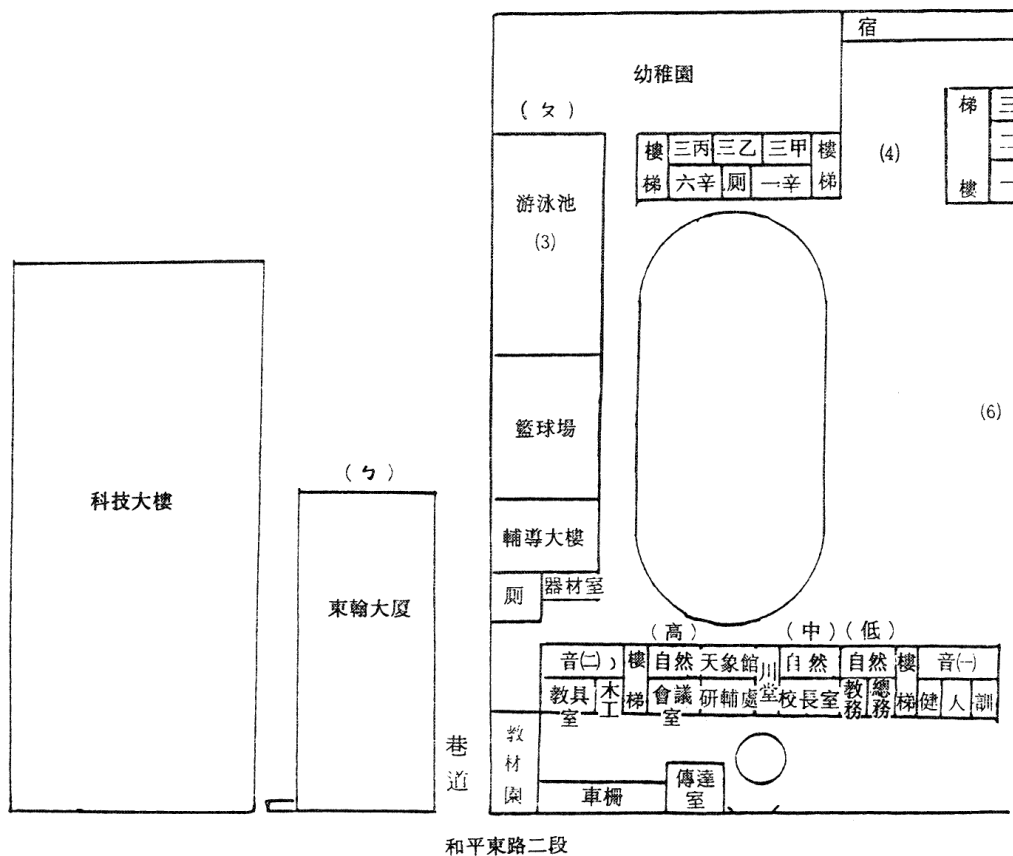 宿
幼稚園
(ㄆ)
梯 三
二
樓 一
樓梯 三丙 三乙 三甲 樓梯
六辛 厠 一辛
(4)
游泳池
(3)
籃球場
(6)
科技大樓
(ㄅ)
輔導大樓
東翰大厦
厠 器材室
(高) (中) (低)
音(二) 樓梯 自然 天象館 川堂 自然 自然 樓梯 音(一)
教具室 木工 會議室 研輔處 校長室 教務 總務 健 人 訓
巷道
教材園
車柵
傳達室
和平東路二段